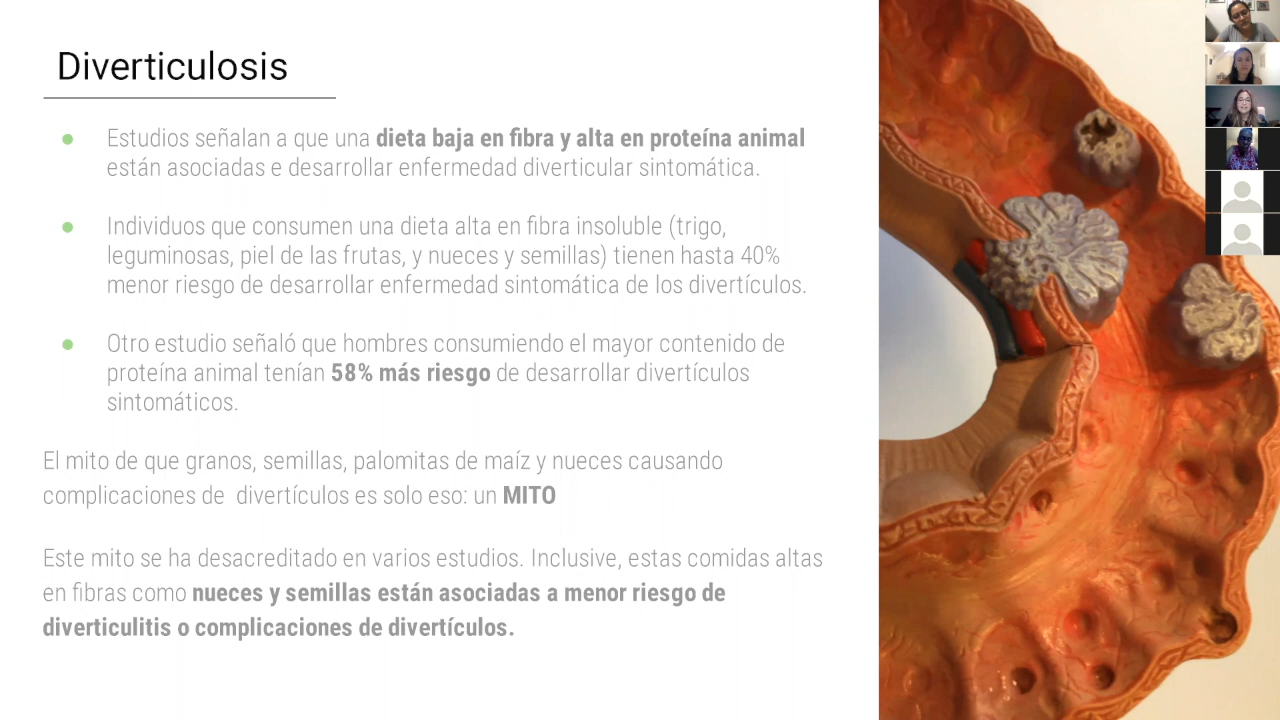 Diverticulosis
Estudios señalan a que una dieta baja en fibra y alta en proteína animal
están asociadas e desarrollar enfermedad diverticular sintomática.
Individuos que consumen una dieta alta en fibra insoluble (trigo,
leguminosas, piel de las frutas, y nueces y semillas) tienen hasta 40%
menor riesgo de desarrollar enfermedad sintomática de los divertículos.
Otro estudio señaló que hombres consumiendo el mayor contenido de
proteína animal tenían 58% más riesgo de desarrollar divertículos
sintomáticos.
El mito de que granos, semillas, palomitas de maíz y nueces causando
complicaciones de  divertículos es solo eso: un MITO
Este mito se ha desacreditado en varios estudios. Inclusive, estas comidas altas
en fibras como nueces y semillas están asociadas a menor riesgo de
diverticulitis o complicaciones de divertículos.